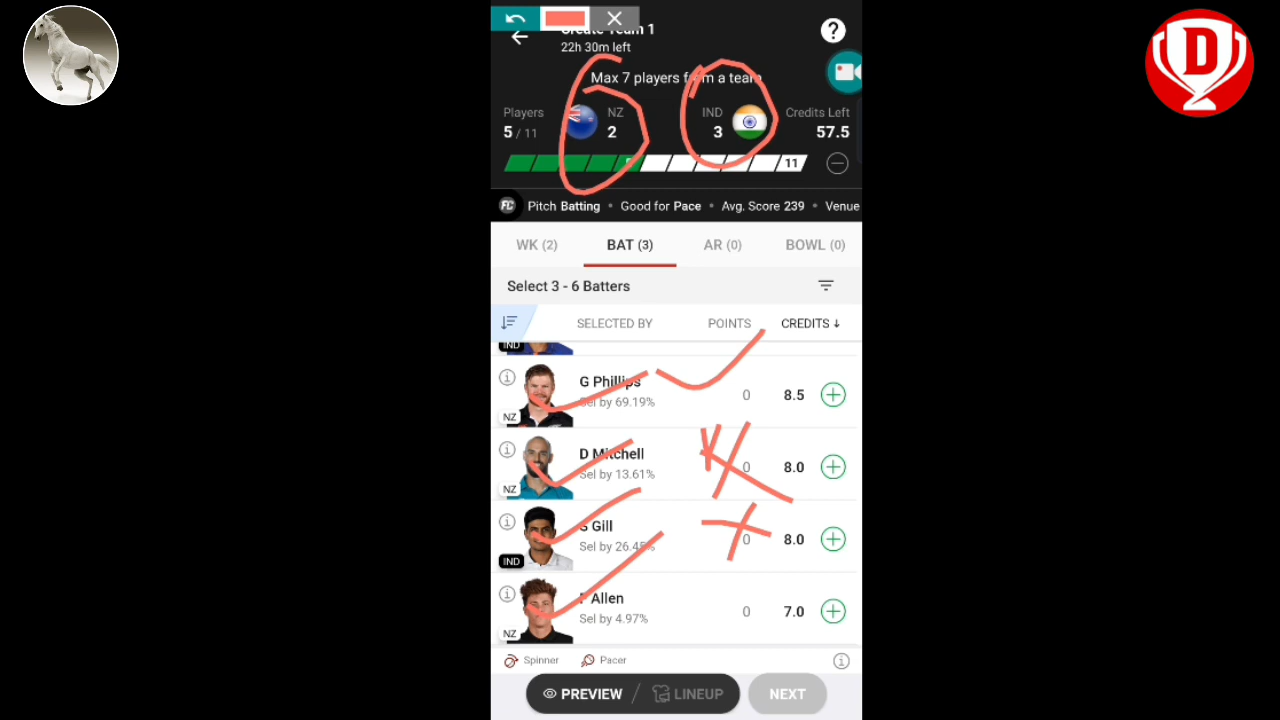 Create Team 1
22h 30m left
?
Max 7 players from a team
Players
5 / 11
NZ
2
IND
3
Credits Left
57.5
11
FC Pitch Batting • Good for Pace • Avg. Score 239 • Venue
WK (2) BAT (3) AR (0) BOWL (0)
Select 3 - 6 Batters
SELECTED BY POINTS CREDITS ↓
IND
G Phillips
Sel by 69.19%
NZ
0 8.5
D Mitchell
Sel by 13.61%
NZ
0 8.0
S Gill
Sel by 26.45%
IND
0 8.0
F Allen
Sel by 4.97%
NZ
0 7.0
Spinner Pacer
PREVIEW / LINEUP NEXT
D